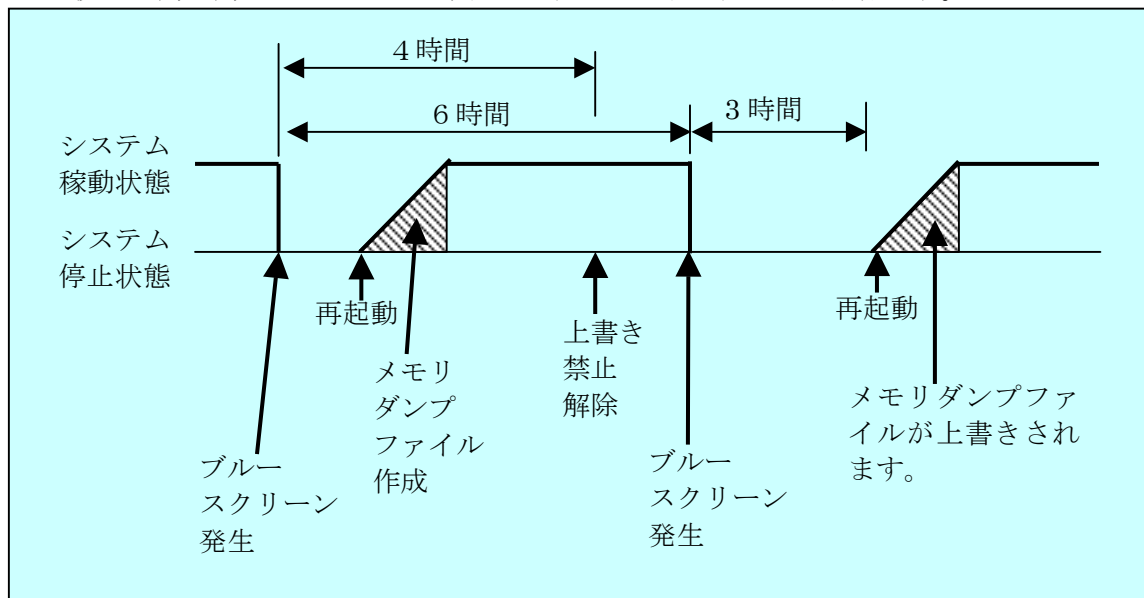 4時間
6時間
3時間
システム
稼動状態
システム
停止状態
再起動
再起動
上書き
禁止
解除
メモリ
ダンプ
ファイル
作成
メモリダンプファ
イルが上書きされ
ます。
ブルー
スクリーン
発生
ブルー
スクリーン
発生